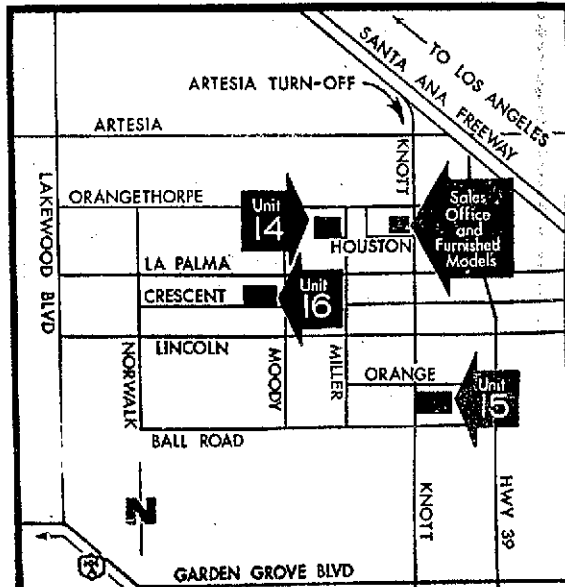 TO LOS ANGELES
SANTA ANA FREEWAY
ARTESIA TURN-OFF
ARTESIA
KNOTT
LAKEWOOD BLVD
ORANGETHORPE
Unit
14
HOUSTON
Sales
Office
and
Furnished
Models
LA PALMA
CRESCENT
Unit
16
LINCOLN
NORWALK
MOODY
MILLER
ORANGE
Unit
15
BALL ROAD
N
KNOTT
HWY 39
GARDEN GROVE BLVD